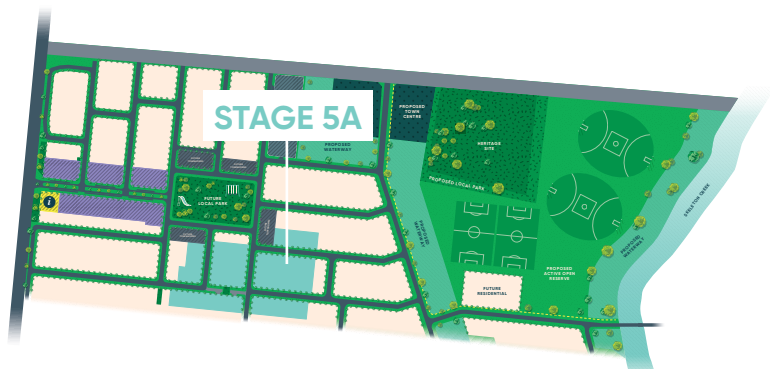 STAGE 5A
PROPOSED
TOWN
CENTRE
HERITAGE
SITE
PROPOSED
WATERWAY
PROPOSED LOCAL PARK
FUTURE
LOCAL PARK
i
PROPOSED
WATERWAY
PROPOSED
WATERWAY
PROPOSED
ACTIVE OPEN
RESERVE
FUTURE
RESIDENTIAL